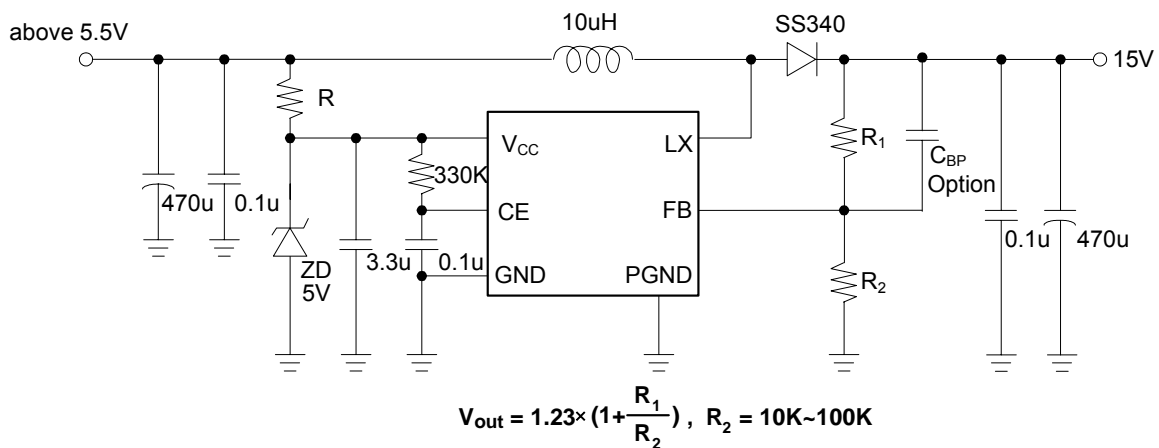 10uH
SS340
above 5.5V
15V
R
V_CC
LX
R_1
C_BP
Option
330K
470u
0.1u
CE
FB
3.3u
0.1u
0.1u
470u
ZD
5V
GND
PGND
R_2
V_out = 1.23×(1+R_1/R_2) , R_2 = 10K~100K